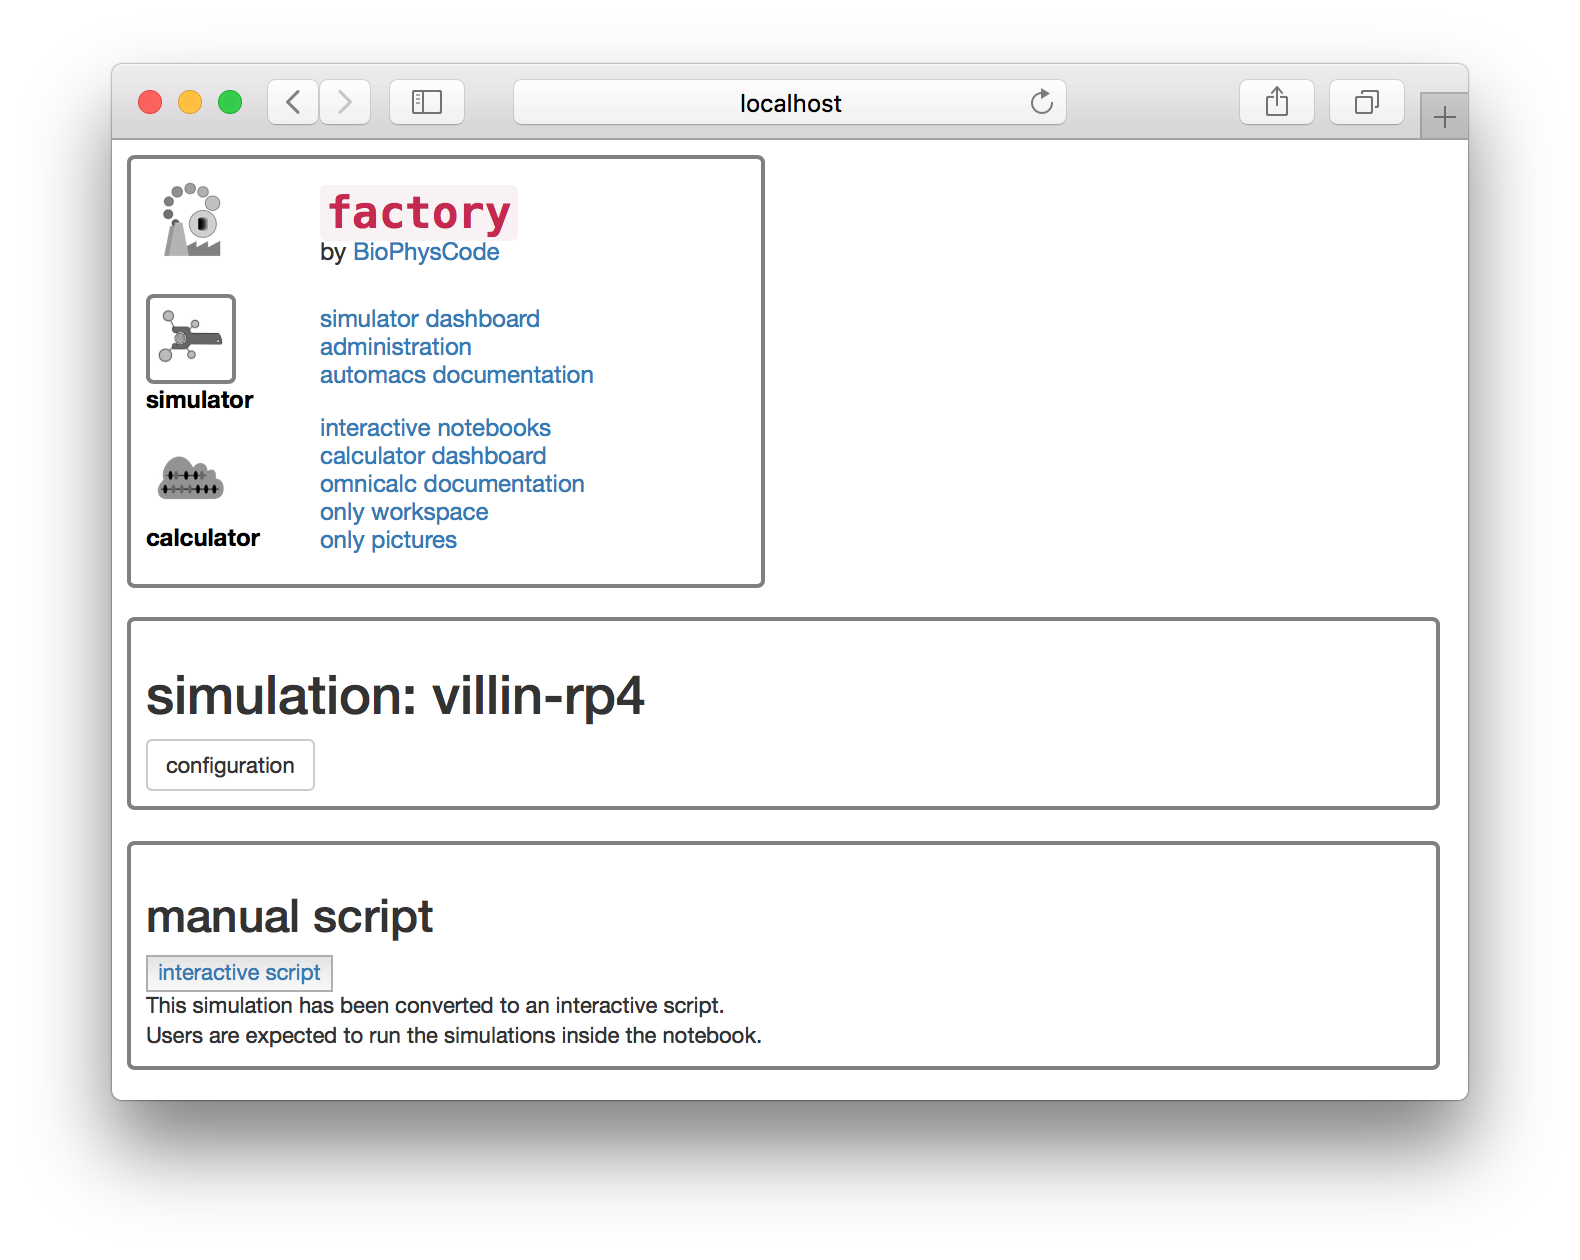 localhost
factory
by BioPhysCode
simulator dashboard
administration
automacs documentation
simulator
interactive notebooks
calculator dashboard
omnicalc documentation
only workspace
only pictures
calculator
simulation: villin-rp4
configuration
manual script
interactive script
This simulation has been converted to an interactive script.
Users are expected to run the simulations inside the notebook.